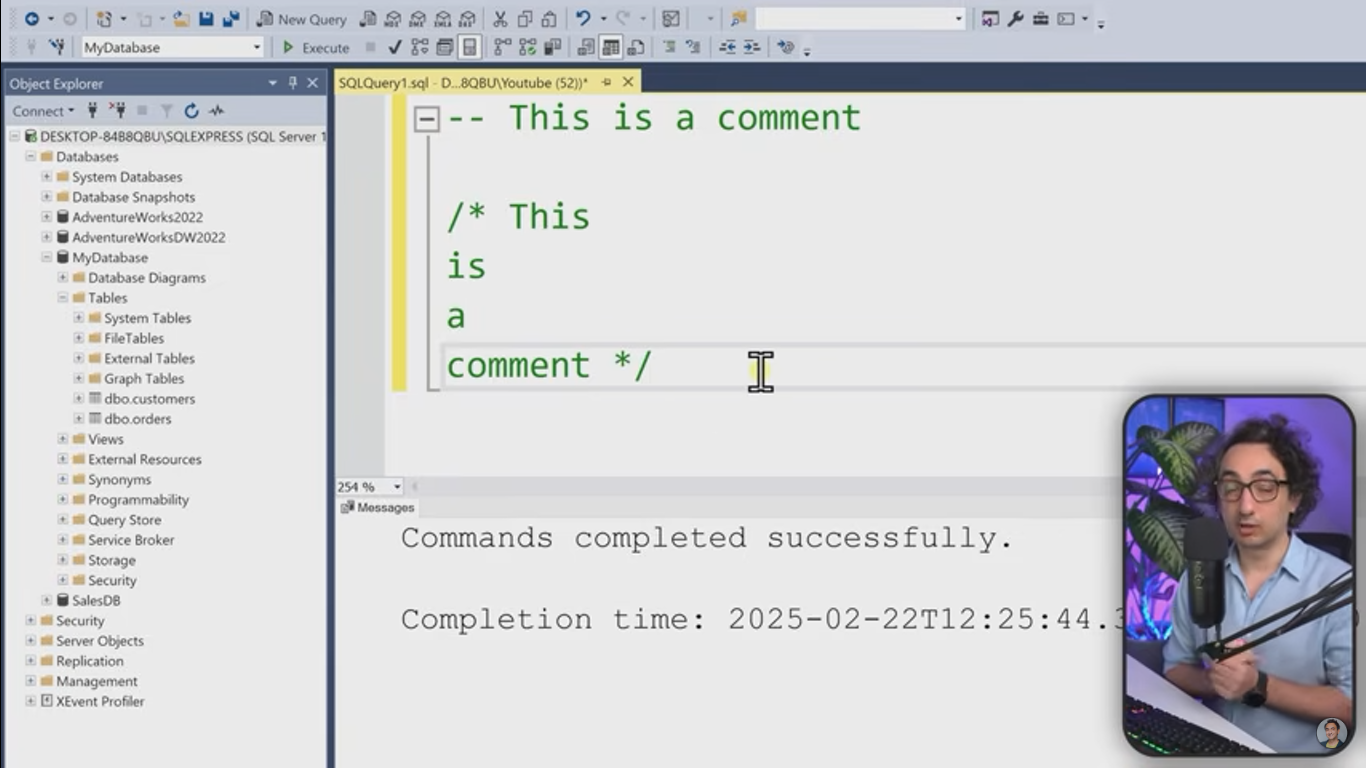 New Query
MyDatabase
Execute
Object Explorer
SQLQuery1.sql - D...8QBU\Youtube (52))*
Connect
DESKTOP-84B8QBU\SQLEXPRESS (SQL Server 1
Databases
System Databases
Database Snapshots
AdventureWorks2022
AdventureWorksDW2022
MyDatabase
Database Diagrams
Tables
System Tables
FileTables
External Tables
Graph Tables
dbo.customers
dbo.orders
Views
External Resources
Synonyms
Programmability
Query Store
Service Broker
Storage
Security
SalesDB
Security
Server Objects
Replication
Management
XEvent Profiler
-- This is a comment
/* This
is
a
comment */
254 %
Messages
Commands completed successfully.
Completion time: 2025-02-22T12:25:44.3